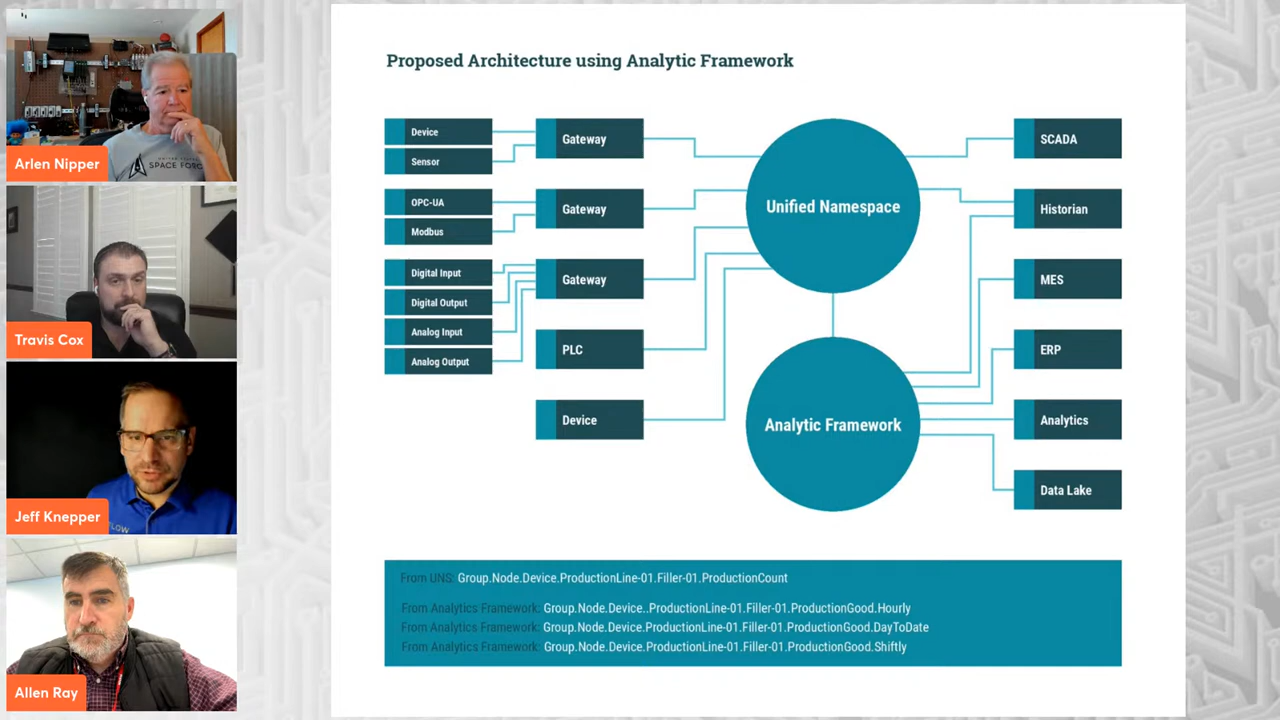 SPACE FORCE
Arlen Nipper
Travis Cox
Jeff Knepper
Allen Ray
Proposed Architecture using Analytic Framework
Device
Sensor
OPC-UA
Modbus
Digital Input
Digital Output
Analog Input
Analog Output
Gateway
Gateway
Gateway
PLC
Device
Unified Namespace
Analytic Framework
SCADA
Historian
MES
ERP
Analytics
Data Lake
From UNS: Group.Node.Device.ProductionLine-01.Filler-01.ProductionCount
From Analytics Framework: Group.Node.Device..ProductionLine-01.Filler-01.ProductionGood.Hourly
From Analytics Framework: Group.Node.Device.ProductionLine-01.Filler-01.ProductionGood.DayToDate
From Analytics Framework: Group.Node.Device.ProductionLine-01.Filler-01.ProductionGood.Shiftly